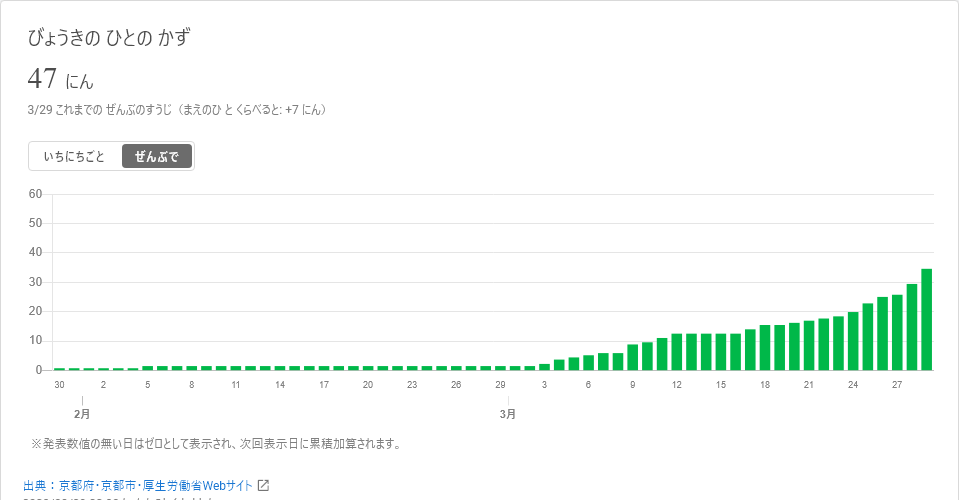 びょうきの ひとの かず
47 にん
3/29 これまでの ぜんぶのすうじ（まえのひ と くらべると: +7 にん）
いちにちごと ぜんぶで
60
50
40
30
20
10
0
30 2 5 8 11 14 17 20 23 26 29 3 6 9 12 15 18 21 24 27
2月 3月
※発表数値の無い日はゼロとして表示され、次回表示日に累積加算されます。
出典：京都府・京都市・厚生労働省Webサイト